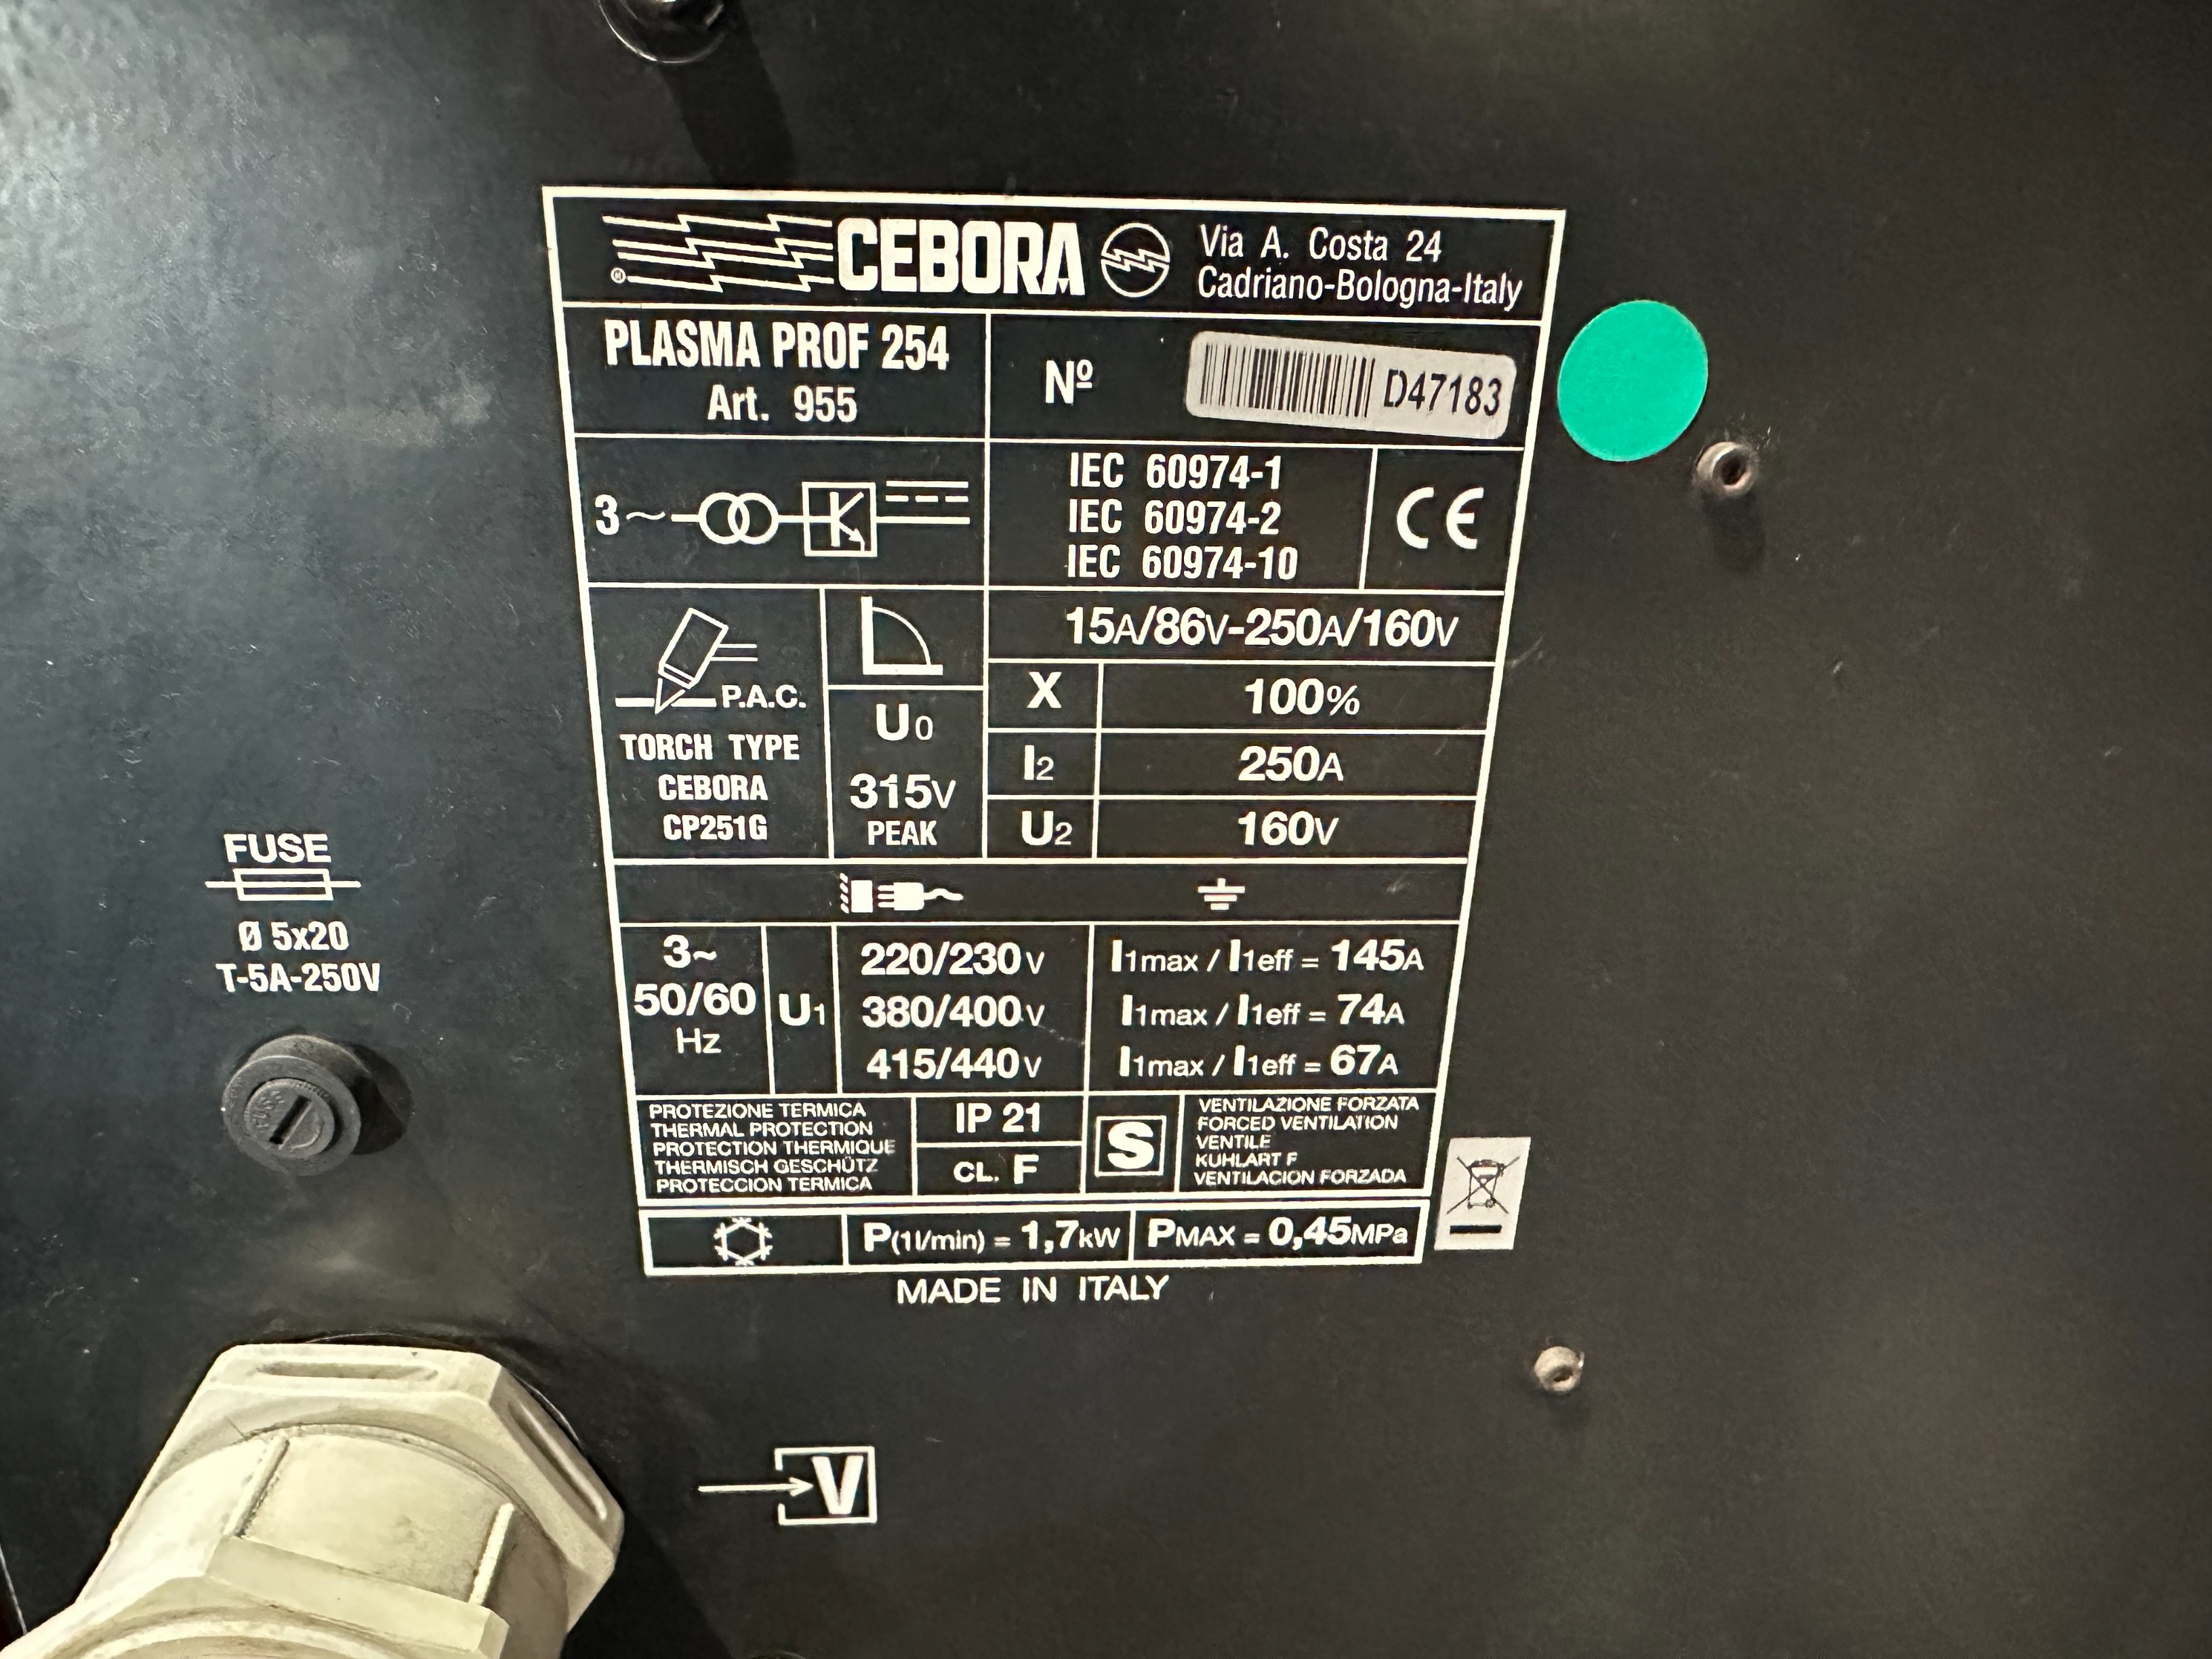 CEBORA
Via A. Costa 24
Cadriano-Bologna-Italy
PLASMA PROF 254
Art. 955
Nº
D47183
3~
IEC 60974-1
IEC 60974-2
IEC 60974-10
CE
P.A.C.
TORCH TYPE
CEBORA
CP251G
U0
315V
PEAK
15A/86V-250A/160V
X 100%
I2 250A
U2 160V
FUSE
Ø 5x20
T-5A-250V
3~
50/60
Hz
U1
220/230V I1max / I1eff = 145A
380/400V I1max / I1eff = 74A
415/440V I1max / I1eff = 67A
PROTEZIONE TERMICA
THERMAL PROTECTION
PROTECTION THERMIQUE
THERMISCH GESCHÜTZ
PROTECCION TERMICA
IP 21
CL. F
S
VENTILAZIONE FORZATA
FORCED VENTILATION
VENTILE
KUHLART F
VENTILACION FORZADA
P(1l/min) = 1,7kW
PMAX = 0,45MPa
MADE IN ITALY
V